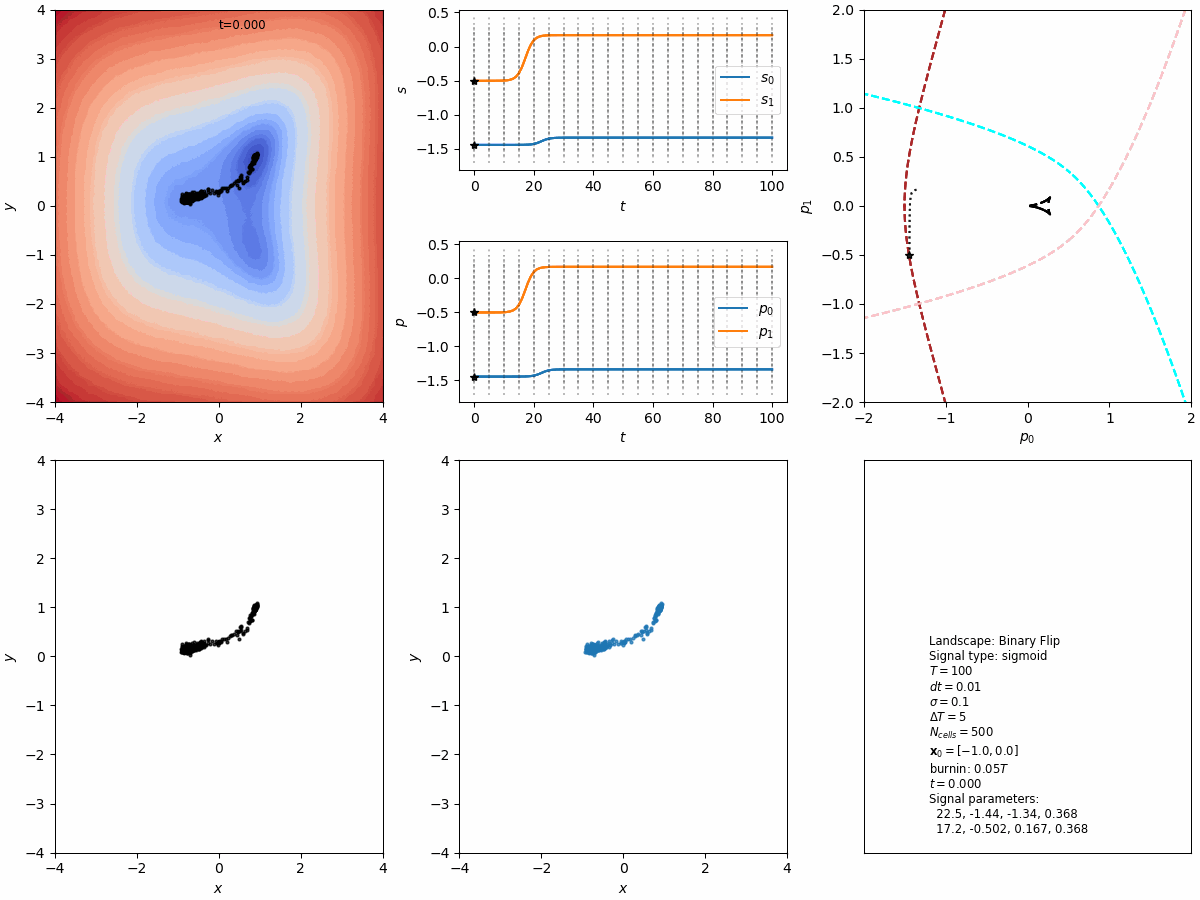 4
3
2
1
0
−1
−2
−3
−4
y
t=0.000
−4
−2
0
2
4
x
0.5
0.0
−0.5
−1.0
−1.5
s
s₀
s₁
0
20
40
60
80
100
t
0.5
0.0
−0.5
−1.0
−1.5
p
p₀
p₁
0
20
40
60
80
100
t
2.0
1.5
1.0
0.5
0.0
−0.5
−1.0
−1.5
−2.0
p₁
−2
−1
0
1
2
p₀
4
3
2
1
0
−1
−2
−3
−4
y
−4
−2
0
2
4
x
4
3
2
1
0
−1
−2
−3
−4
y
−4
−2
0
2
4
x
Landscape: Binary Flip
Signal type: sigmoid
T = 100
dt = 0.01
σ = 0.1
ΔT = 5
N_cells = 500
x₀ = [−1.0, 0.0]
burnin: 0.05T
t = 0.000
Signal parameters:
22.5, -1.44, -1.34, 0.368
17.2, -0.502, 0.167, 0.368